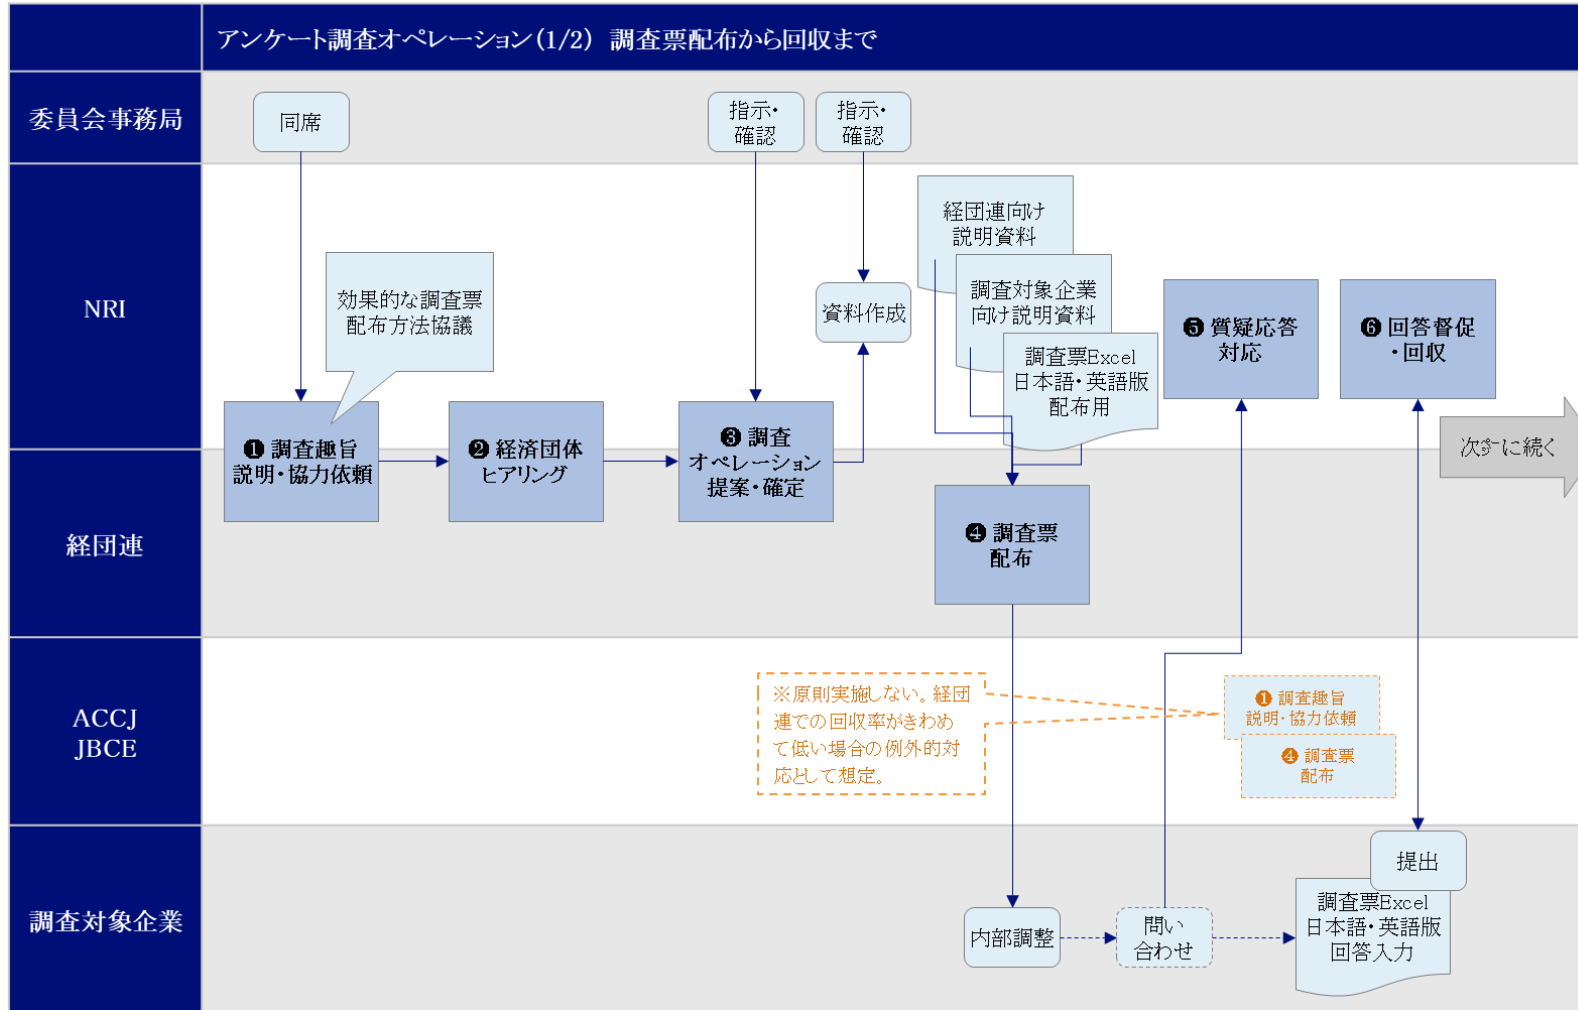 アンケート調査オペレーション(1/2) 調査票配布から回収まで
委員会事務局
同席
指示・
確認
指示・
確認
NRI
効果的な調査票
配布方法協議
経団連向け
説明資料
調査対象企業
向け説明資料
調査票Excel
日本語・英語版
配布用
資料作成
❺ 質疑応答
対応
❻ 回答督促
・回収
❶ 調査趣旨
説明・協力依頼
❷ 経済団体
ヒアリング
❸ 調査
オペレーション
提案・確定
次㌻に続く
経団連
❹ 調査票
配布
ACCJ
JBCE
※原則実施しない。経団
連での回収率がきわめ
て低い場合の例外的対
応として想定。
❶ 調査趣旨
説明・協力依頼
❹ 調査票
配布
調査対象企業
内部調整
問い
合わせ
提出
調査票Excel
日本語・英語版
回答入力